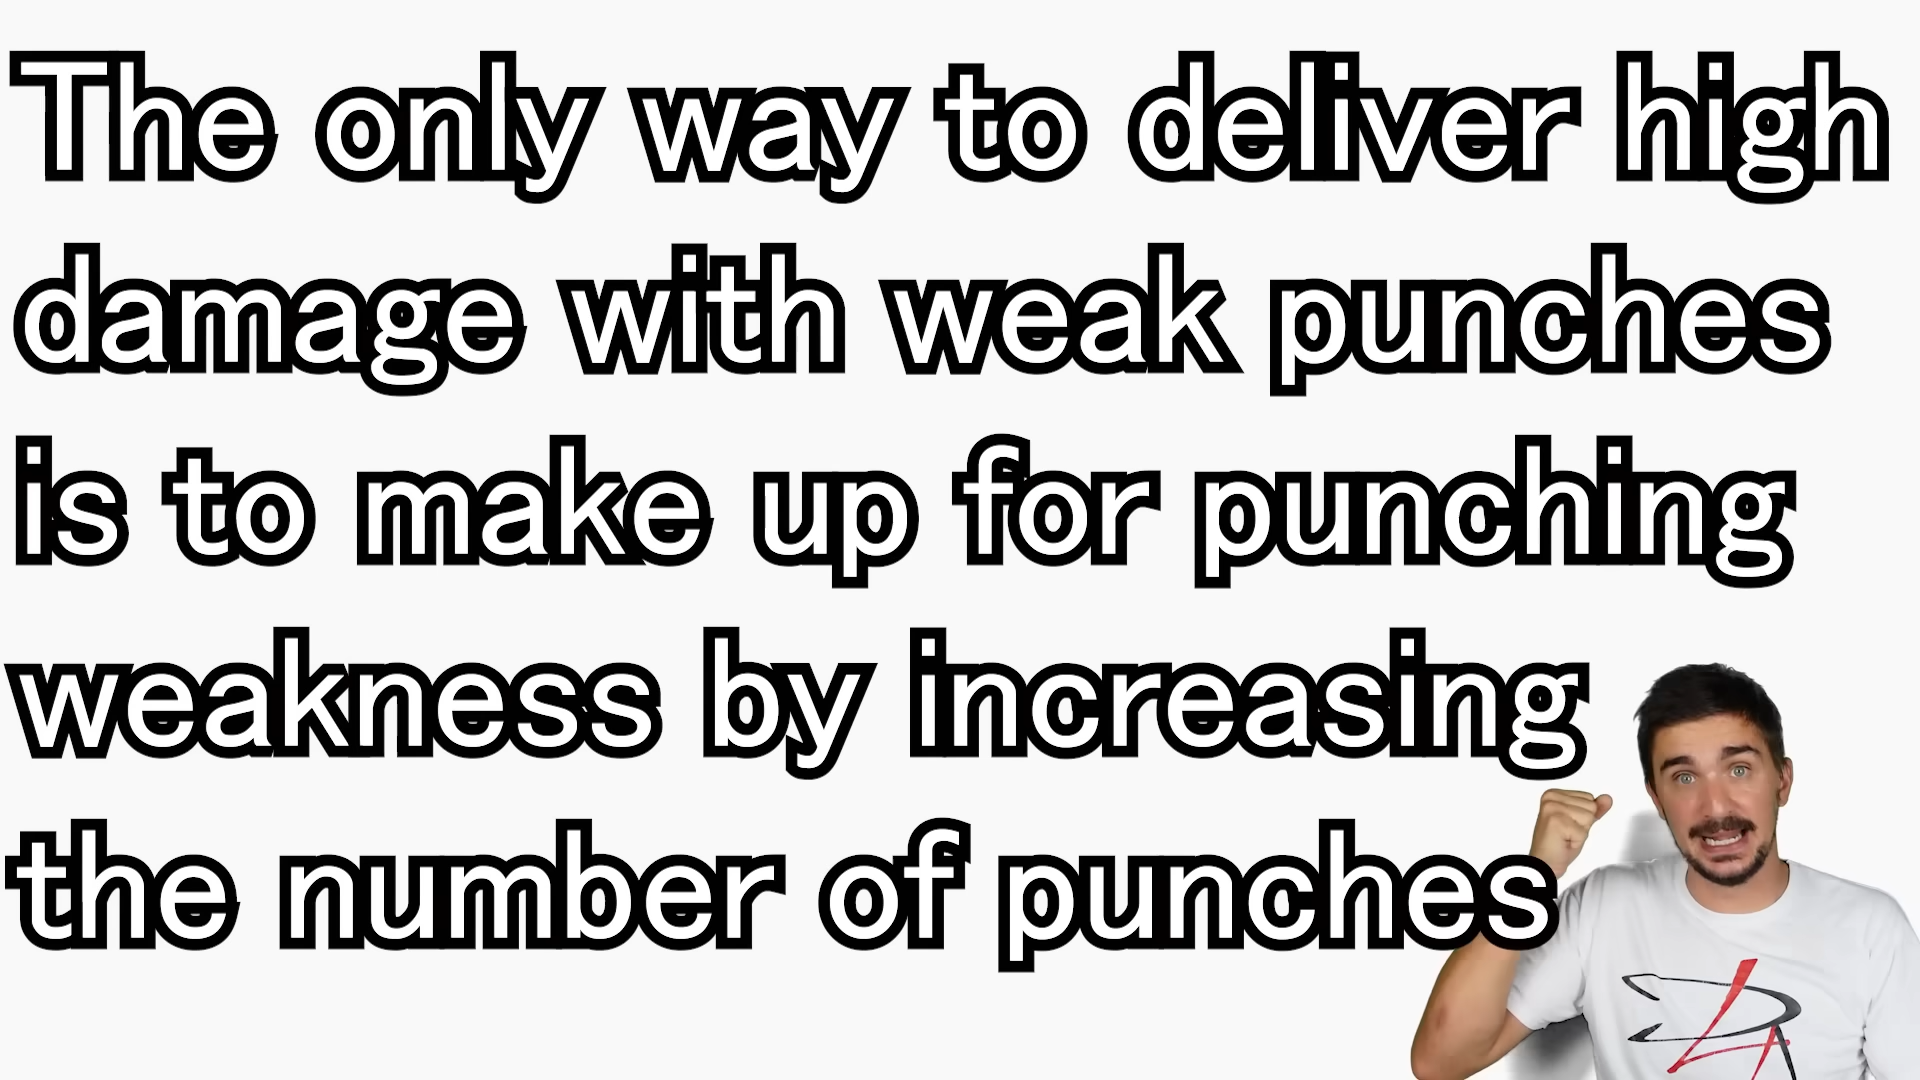 The only way to deliver high
damage with weak punches
is to make up for punching
weakness by increasing
the number of punches